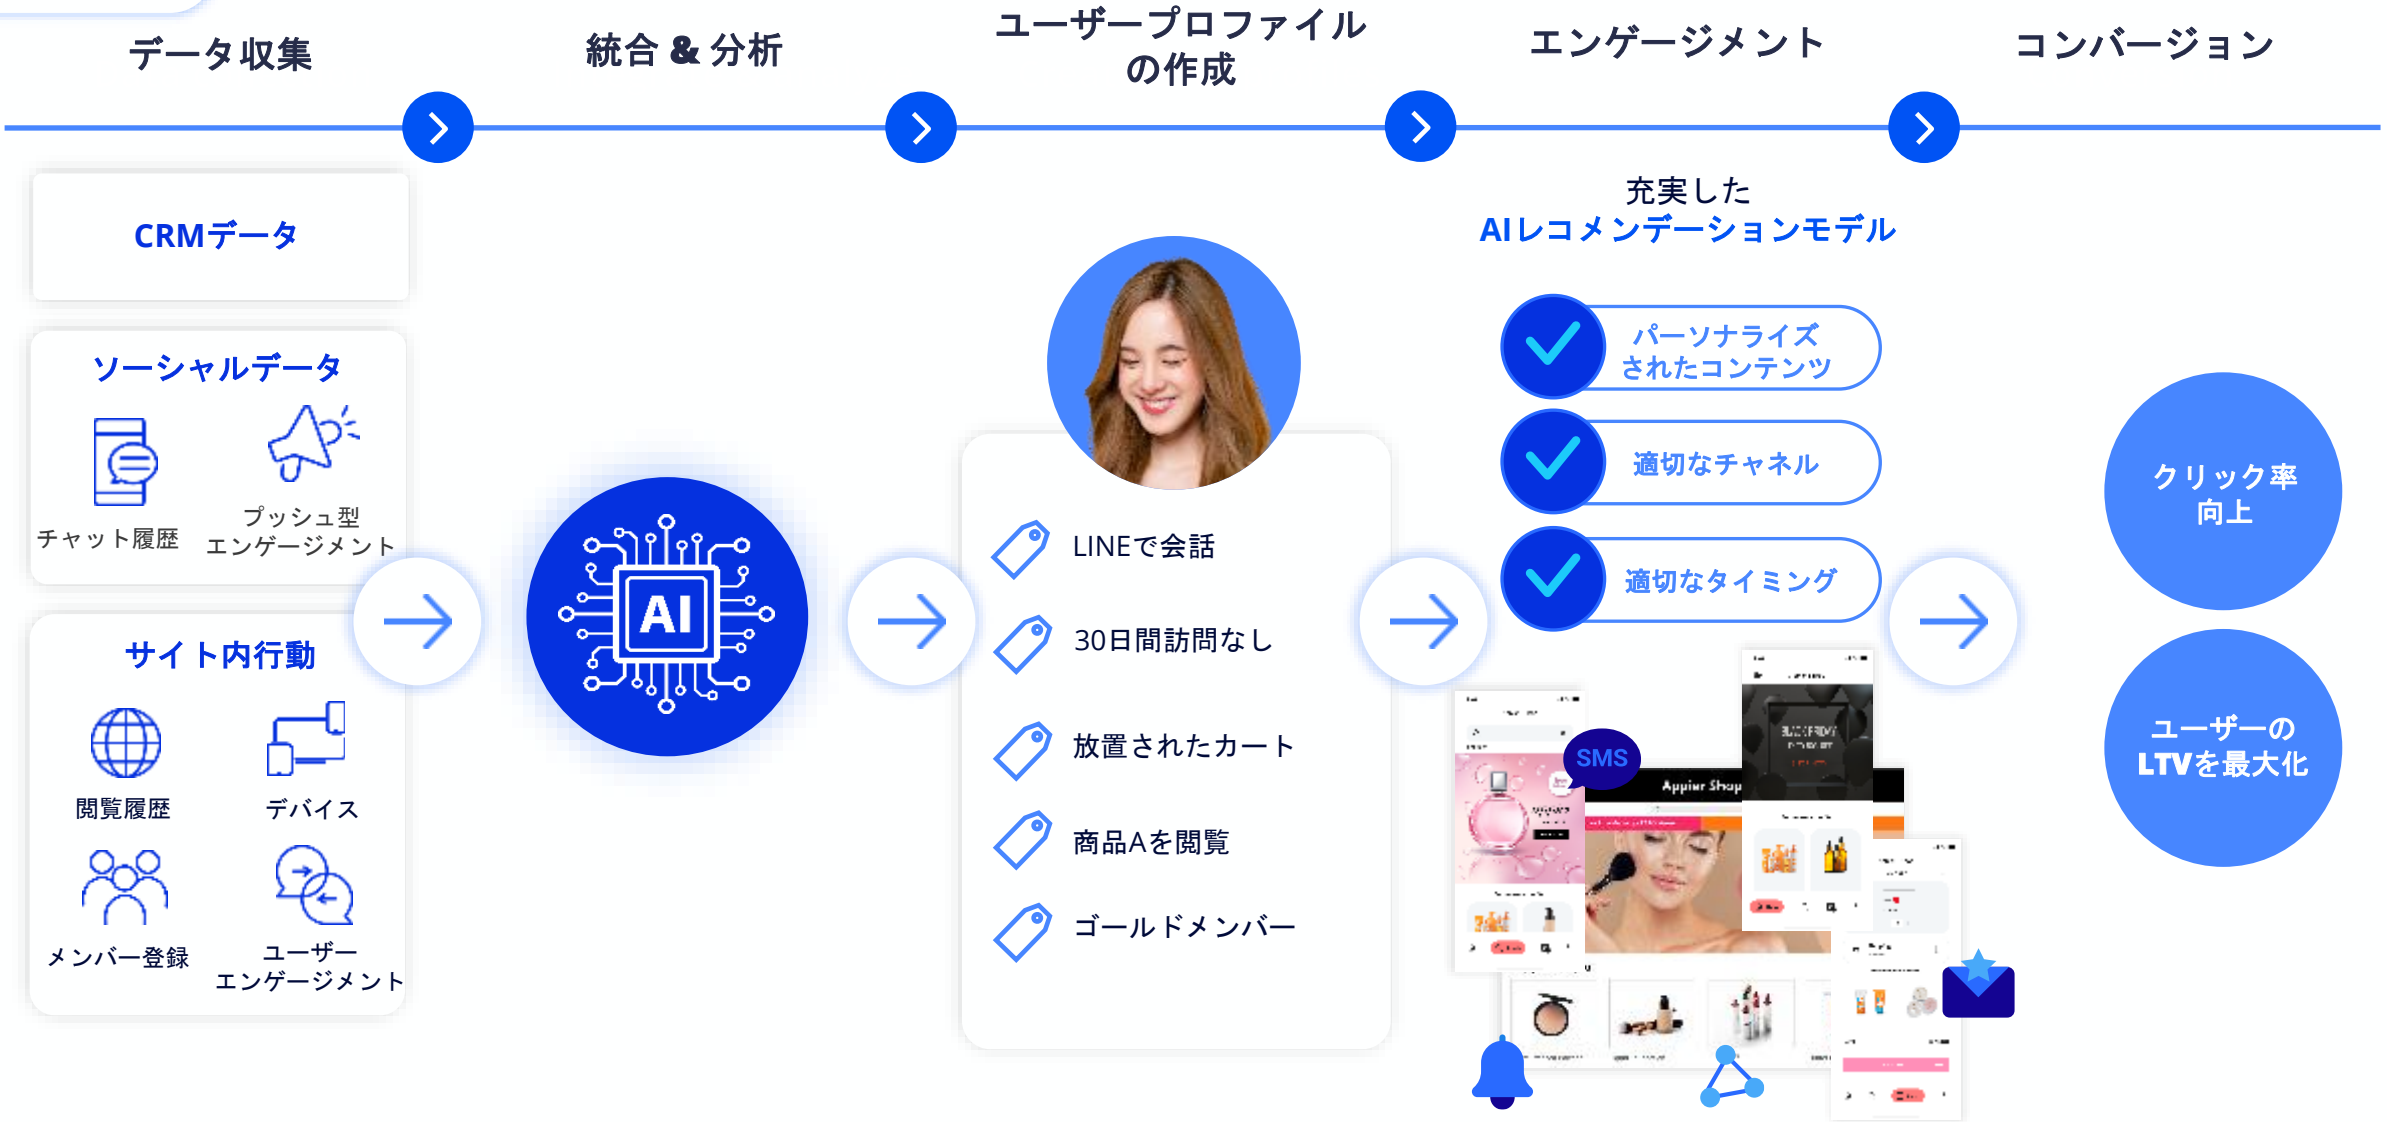 データ収集
統合 & 分析
ユーザープロファイル
の作成
エンゲージメント
コンバージョン
CRMデータ
ソーシャルデータ
チャット履歴
プッシュ型
エンゲージメント
サイト内行動
閲覧履歴
デバイス
メンバー登録
ユーザー
エンゲージメント
AI
LINEで会話
30日間訪問なし
放置されたカート
商品Aを閲覧
ゴールドメンバー
充実した
AIレコメンデーションモデル
パーソナライズ
されたコンテンツ
適切なチャネル
適切なタイミング
SMS
Appier Shop
BLACK FRIDAY
クリック率
向上
ユーザーの
LTVを最大化